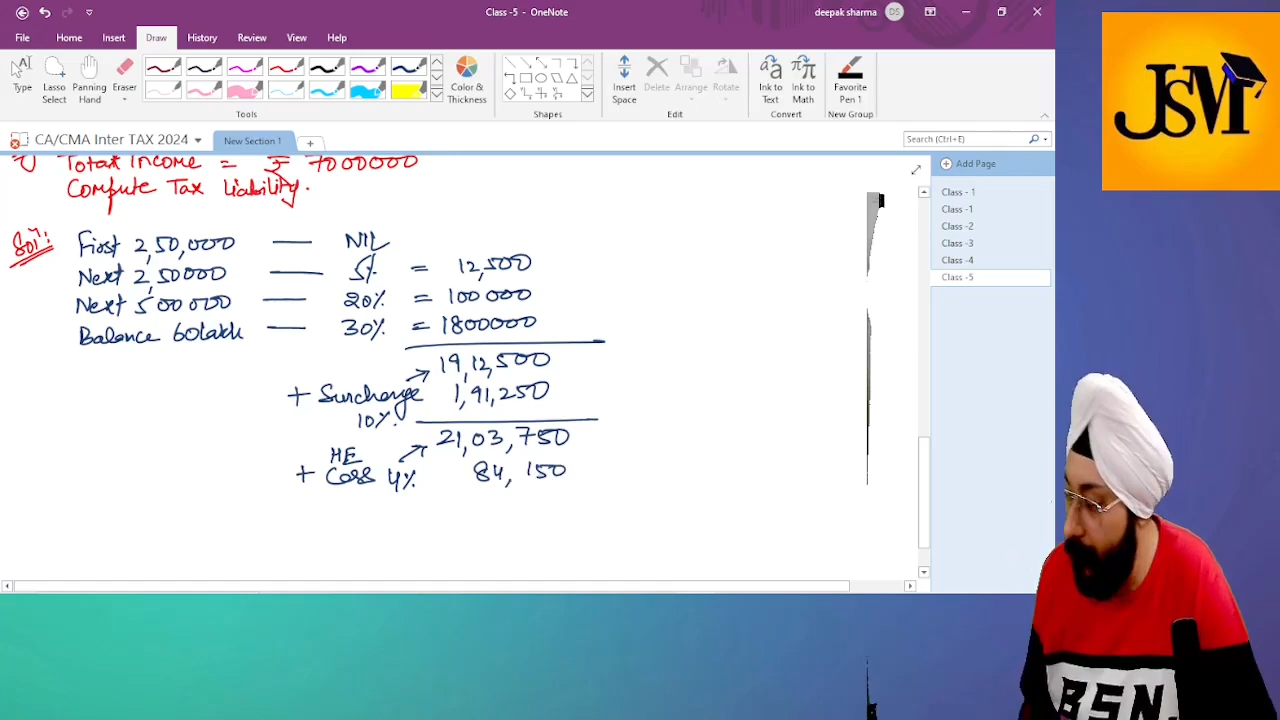 Class -5 - OneNote
deepak sharma
DS
File Home Insert Draw History Review View Help
Type
Lasso Select
Panning Hand
Eraser
Color & Thickness
Insert Space
Delete
Arrange
Rotate
Ink to Text
Ink to Math
Favorite Pen 1
Tools
Shapes
Edit
Convert
New Group
CA/CMA Inter TAX 2024
New Section 1
Search (Ctrl+E)
Add Page
Class - 1
Class -1
Class -2
Class -3
Class -4
Class -5
Total Income = ₹ 7000000
Compute Tax liability.
Sol:
First 2,50,000 — NIL
Next 2,50000 — 5% = 12,500
Next 500000 — 20% = 100000
Balance 60lakh — 30% = 1800000
19,12,500
+ Surcharge 1,91,250
10%
21,03,750
HE
+ Cess 4% 84,150
JSM
BSN